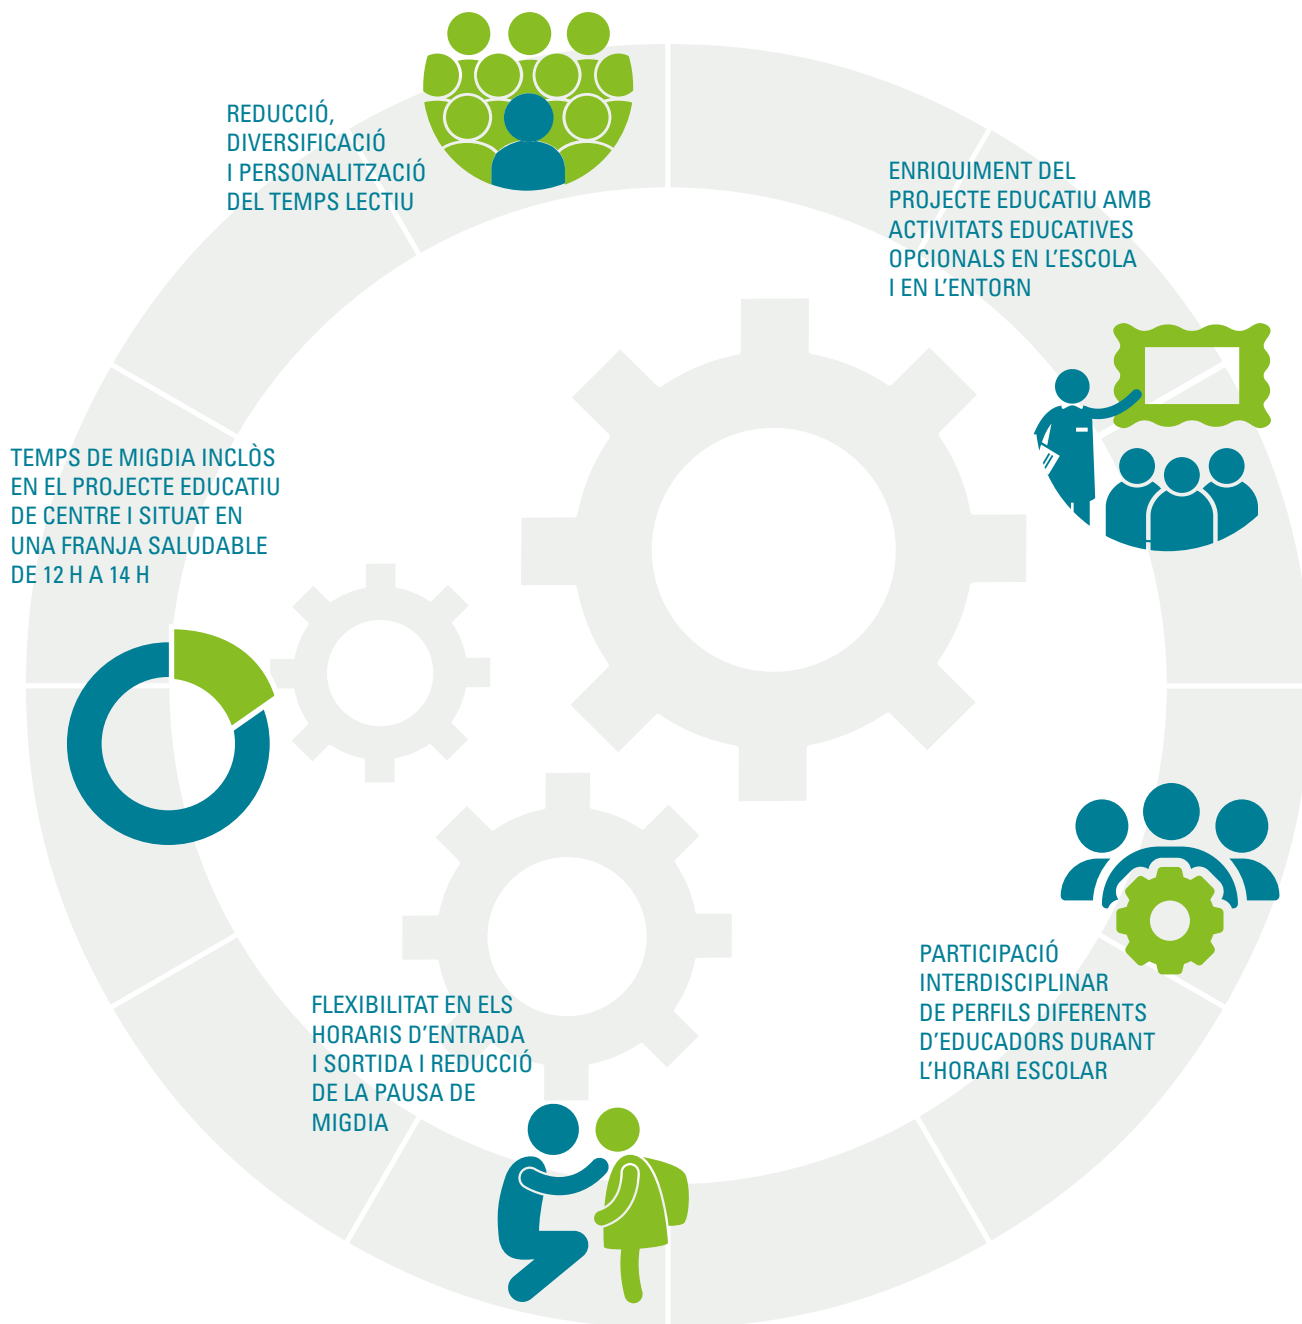 REDUCCIÓ,
DIVERSIFICACIÓ
I PERSONALITZACIÓ
DEL TEMPS LECTIU
ENRIQUIMENT DEL
PROJECTE EDUCATIU AMB
ACTIVITATS EDUCATIVES
OPCIONALS EN L'ESCOLA
I EN L'ENTORN
TEMPS DE MIGDIA INCLÒS
EN EL PROJECTE EDUCATIU
DE CENTRE I SITUAT EN
UNA FRANJA SALUDABLE
DE 12 H A 14 H
PARTICIPACIÓ
INTERDISCIPLINAR
DE PERFILS DIFERENTS
D'EDUCADORS DURANT
L'HORARI ESCOLAR
FLEXIBILITAT EN ELS
HORARIS D'ENTRADA
I SORTIDA I REDUCCIÓ
DE LA PAUSA DE
MIGDIA